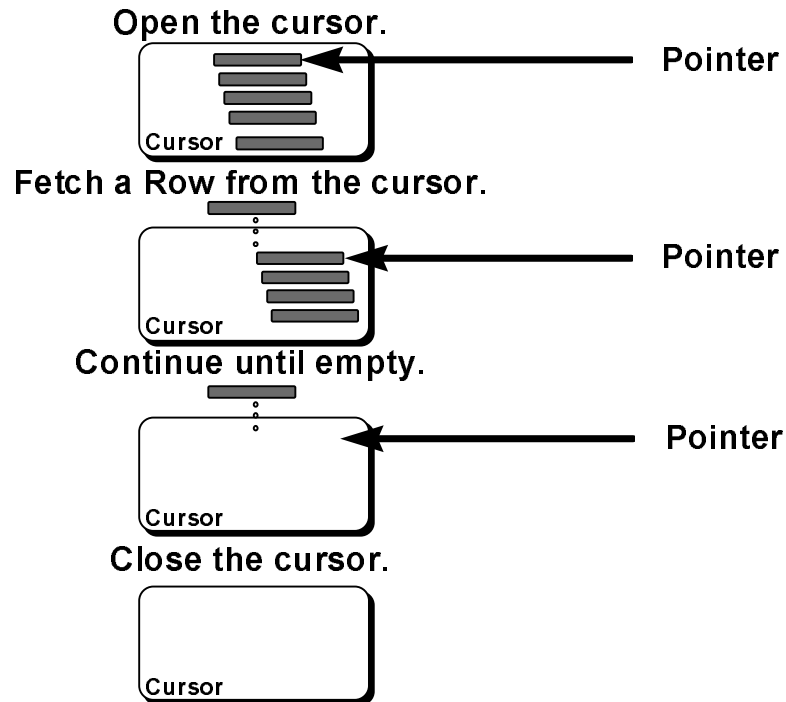 Open the cursor.
Pointer
Cursor
Fetch a Row from the cursor.
Pointer
Cursor
Continue until empty.
Pointer
Cursor
Close the cursor.
Cursor